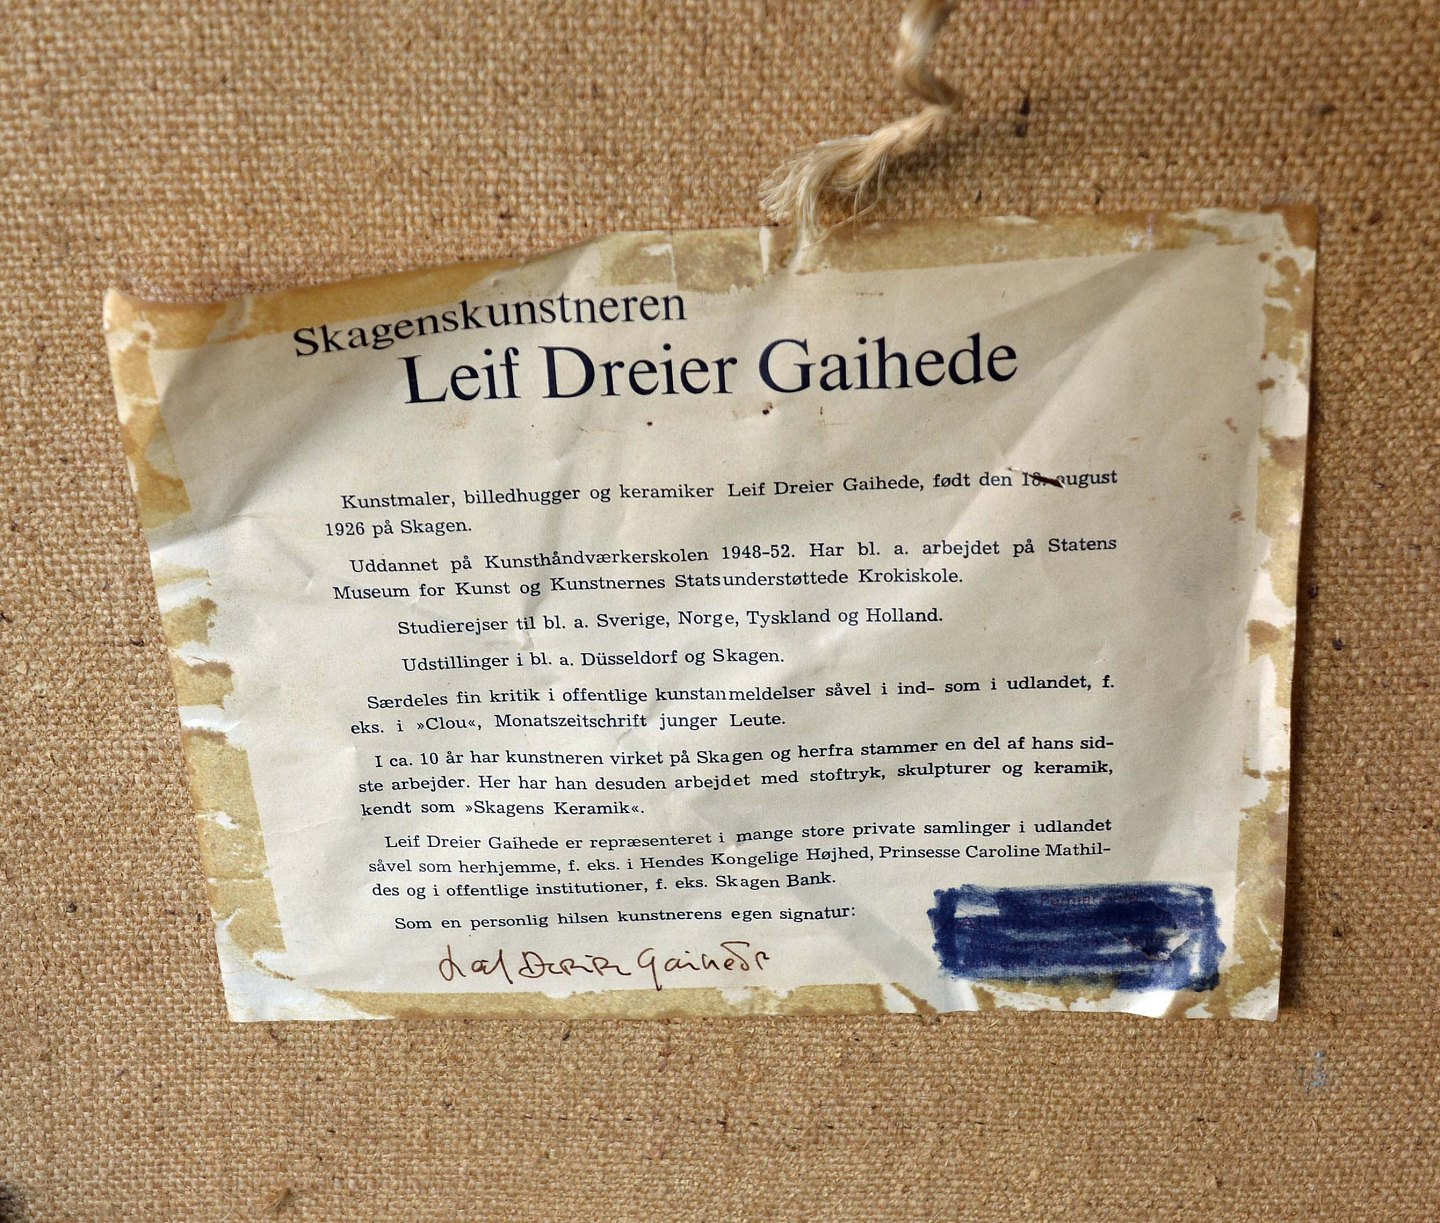 Skagenskunstneren
Leif Dreier Gaihede
Kunstmaler, billedhugger og keramiker Leif Dreier Gaihede, født den 18. august
1926 på Skagen.
Uddannet på Kunsthåndværkerskolen 1948-52. Har bl. a. arbejdet på Statens
Museum for Kunst og Kunstnernes Statsunderstøttede Krokiskole.
Studierejser til bl. a. Sverige, Norge, Tyskland og Holland.
Udstillinger i bl. a. Düsseldorf og Skagen.
Særdeles fin kritik i offentlige kunstanmeldelser såvel i ind- som i udlandet, f.
eks. i »Clou«, Monatszeitschrift junger Leute.
I ca. 10 år har kunstneren virket på Skagen og herfra stammer en del af hans sid-
ste arbejder. Her har han desuden arbejdet med stoftryk, skulpturer og keramik,
kendt som »Skagens Keramik«.
Leif Dreier Gaihede er repræsenteret i mange store private samlinger i udlandet
såvel som herhjemme, f. eks. i Hendes Kongelige Højhed, Prinsesse Caroline Mathil-
des og i offentlige institutioner, f. eks. Skagen Bank.
Som en personlig hilsen kunstnerens egen signatur:
Leif Dreier Gaihede